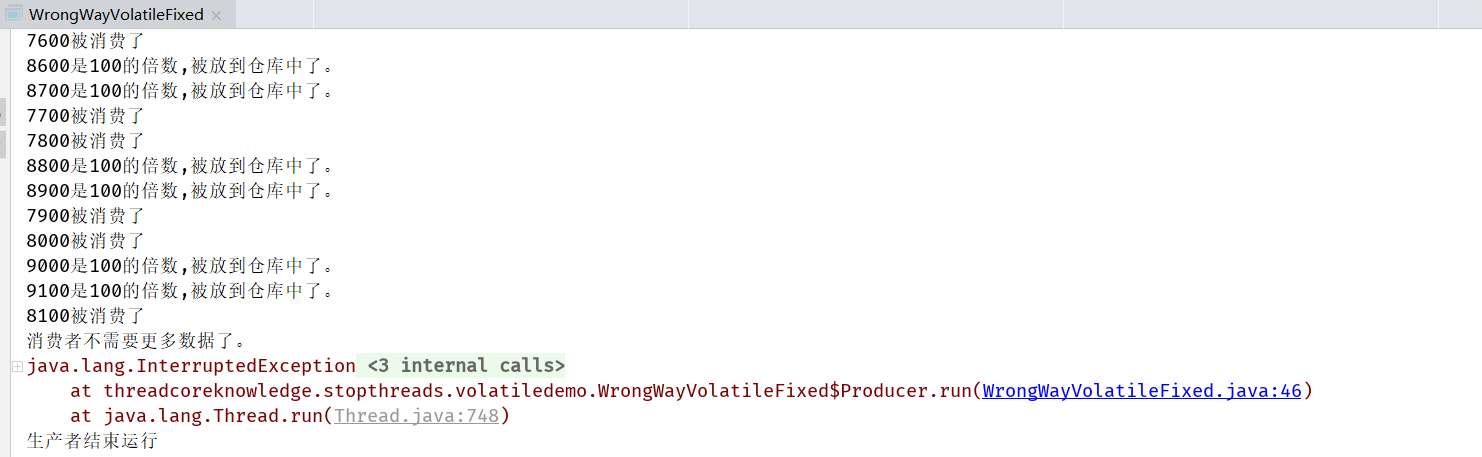 WrongWayVolatileFixed
7600被消费了
8600是100的倍数,被放到仓库中了。
8700是100的倍数,被放到仓库中了。
7700被消费了
7800被消费了
8800是100的倍数,被放到仓库中了。
8900是100的倍数,被放到仓库中了。
7900被消费了
8000被消费了
9000是100的倍数,被放到仓库中了。
9100是100的倍数,被放到仓库中了。
8100被消费了
消费者不需要更多数据了。
java.lang.InterruptedException <3 internal calls>
at threadcoreknowledge.stopthreads.volatiledemo.WrongWayVolatileFixed$Producer.run(WrongWayVolatileFixed.java:46)
at java.lang.Thread.run(Thread.java:748)
生产者结束运行